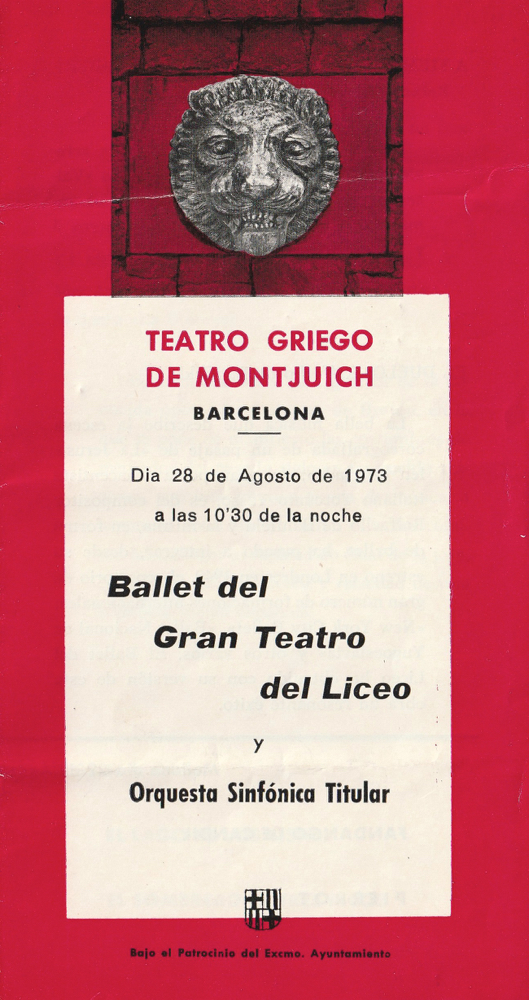 TEATRO GRIEGO
DE MONTJUICH
BARCELONA
Dia 28 de Agosto de 1973
a las 10'30 de la noche
Ballet del
Gran Teatro
del Liceo
y
Orquesta Sinfónica Titular
Bajo el Patrocinio del Excmo. Ayuntamiento